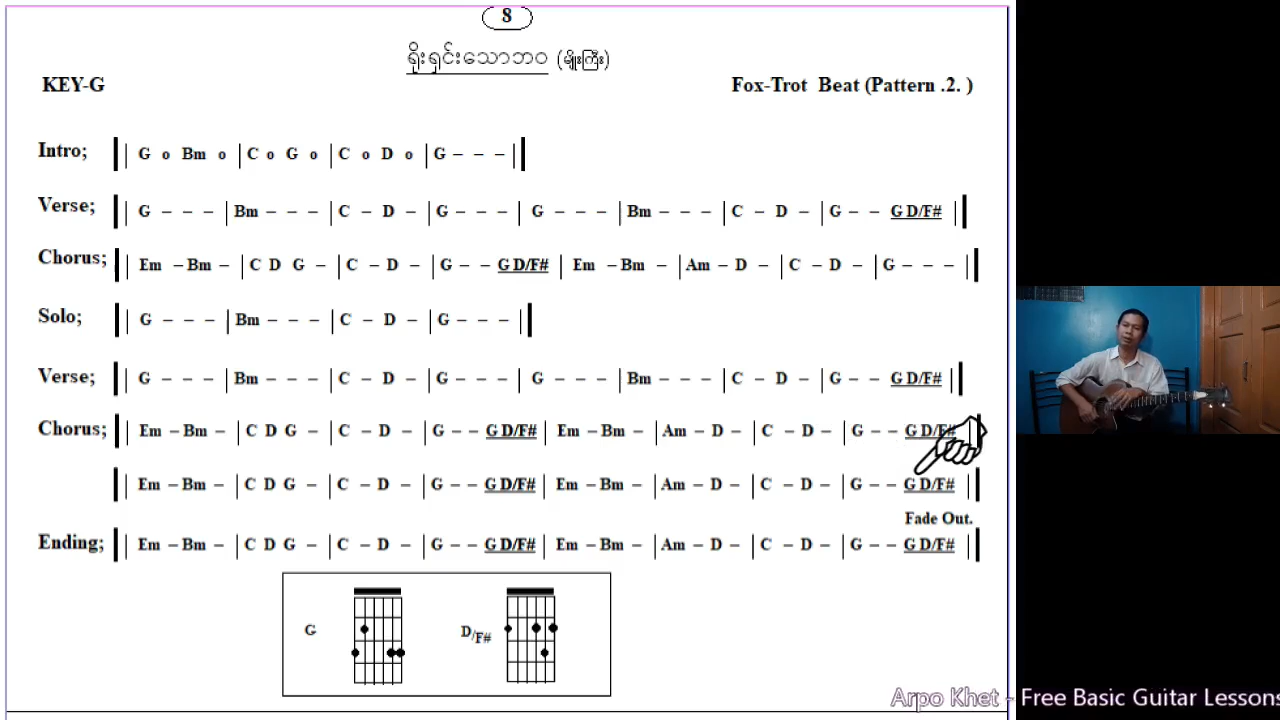 8
ရိုးရှင်းသောဘဝ (မျိုးကြီး)
KEY-G Fox-Trot Beat (Pattern .2. )
Intro; || G o Bm o | C o G o | C o D o | G – – – ||
Verse; || G – – – | Bm – – – | C – D – | G – – – | G – – – | Bm – – – | C – D – | G – – G D/F# ||
Chorus; || Em – Bm – | C D G – | C – D – | G – – G D/F# | Em – Bm – | Am – D – | C – D – | G – – – ||
Solo; || G – – – | Bm – – – | C – D – | G – – – ||
Verse; || G – – – | Bm – – – | C – D – | G – – – | G – – – | Bm – – – | C – D – | G – – G D/F# ||
Chorus; || Em – Bm – | C D G – | C – D – | G – – G D/F# | Em – Bm – | Am – D – | C – D – | G – – G D/F# ||
|| Em – Bm – | C D G – | C – D – | G – – G D/F# | Em – Bm – | Am – D – | C – D – | G – – G D/F# ||
Fade Out.
Ending; || Em – Bm – | C D G – | C – D – | G – – G D/F# | Em – Bm – | Am – D – | C – D – | G – – G D/F# ||
G D/F#
Arpo Khet - Free Basic Guitar Lessons